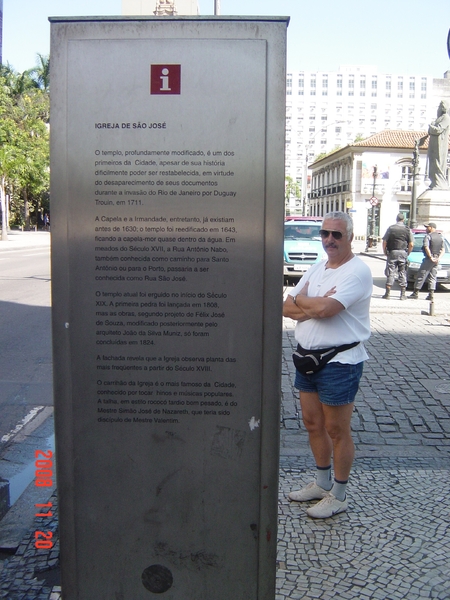 i
IGREJA DE SÃO JOSÉ
O templo, profundamente modificado, é um dos
primeiros da Cidade, apesar de sua história
dificilmente poder ser restabelecida, em virtude
do desaparecimento de seus documentos
durante a invasão do Rio de Janeiro por Duguay
Trouin, em 1711.
A Capela e a Irmandade, entretanto, já existiam
antes de 1630; o templo foi reedificado em 1643,
ficando a capela-mor quase dentro da água. Em
meados do Século XVII, a Rua Antônio Nabo,
também conhecida como caminho para Santo
Antônio ou para o Porto, passaria a ser
conhecida como Rua São José.
O templo atual foi erguido no início do Século
XIX. A primeira pedra foi lançada em 1808,
mas as obras, segundo projeto de Félix José
de Souza, modificado posteriormente pelo
arquiteto João da Silva Muniz, só foram
concluídas em 1824.
A fachada revela que a Igreja observa planta das
mais frequentes a partir do Século XVIII.
O carrilhão da Igreja é o mais famoso da Cidade,
conhecido por tocar hinos e músicas populares.
A talha, em estilo rococó tardio bem pesado, é do
Mestre Simão José de Nazareth, que teria sido
discípulo de Mestre Valentim.
2008 11 20